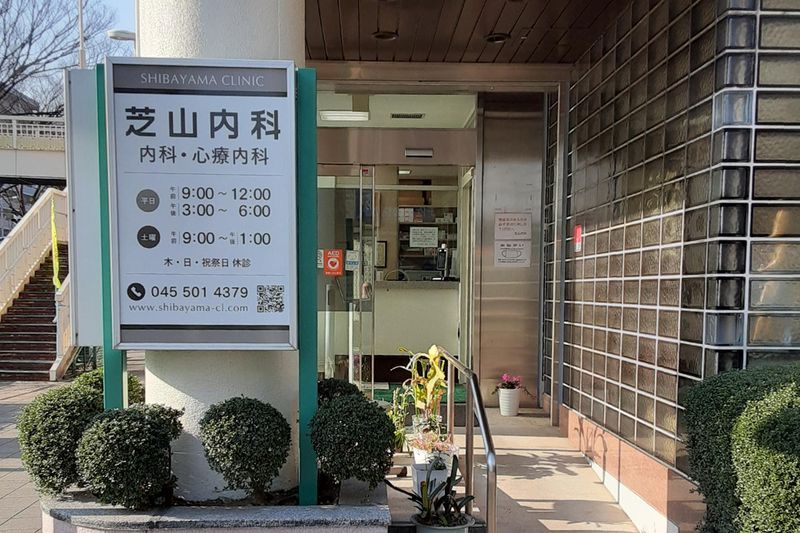 SHIBAYAMA CLINIC
芝山内科
内科・心療内科
平日 午前 9:00～12:00
午後 3:00～ 6:00
土曜 午前 9:00～午後1:00
木・日・祝祭日 休診
045 501 4379
www.shibayama-cl.com
AED